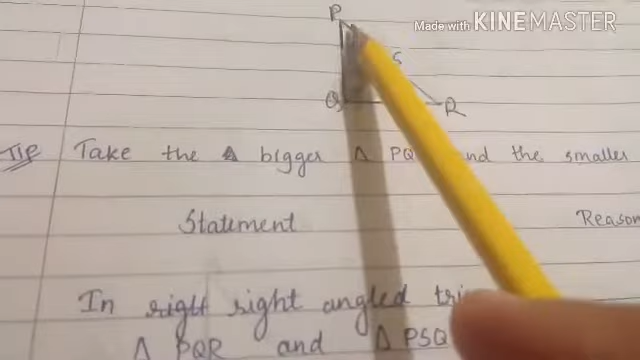 Made with KINEMASTER
P
S
Q R
Tip Take the bigger Δ PQ and the smaller
Statement Reason
In right right angled tri
Δ PQR and Δ PSQ